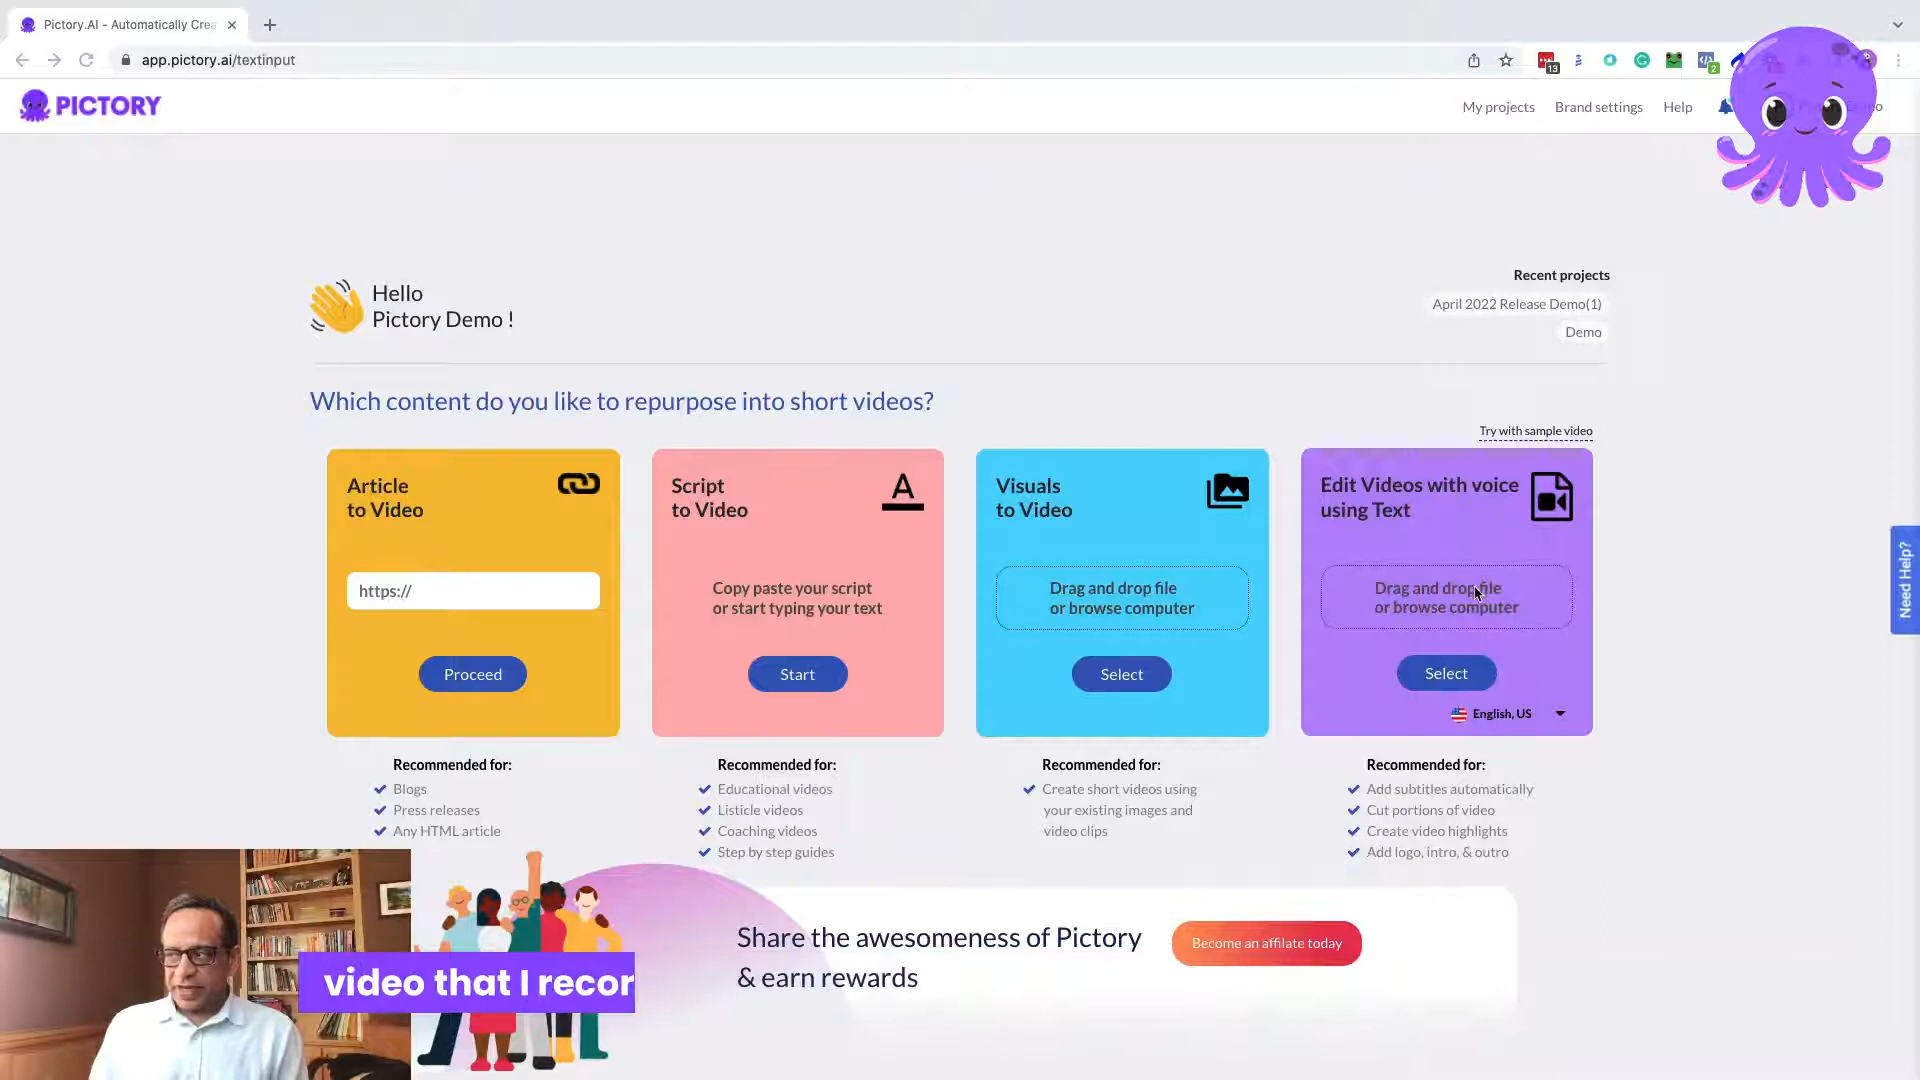 Pictory.AI - Automatically Crea
app.pictory.ai/textinput
13
2
PICTORY
My projects
Brand settings
Help
Hello
Pictory Demo !
Recent projects
April 2022 Release Demo(1)
Demo
Which content do you like to repurpose into short videos?
Try with sample video
Article
to Video
https://
Proceed
Script
to Video
Copy paste your script
or start typing your text
Start
Visuals
to Video
Drag and drop file
or browse computer
Select
Edit Videos with voice
using Text
Drag and drop file
or browse computer
Select
English, US
Need Help?
Recommended for:
Blogs
Press releases
Any HTML article
Recommended for:
Educational videos
Listicle videos
Coaching videos
Step by step guides
Recommended for:
Create short videos using
your existing images and
video clips
Recommended for:
Add subtitles automatically
Cut portions of video
Create video highlights
Add logo, intro, & outro
video that I recor
Share the awesomeness of Pictory
& earn rewards
Become an affilate today